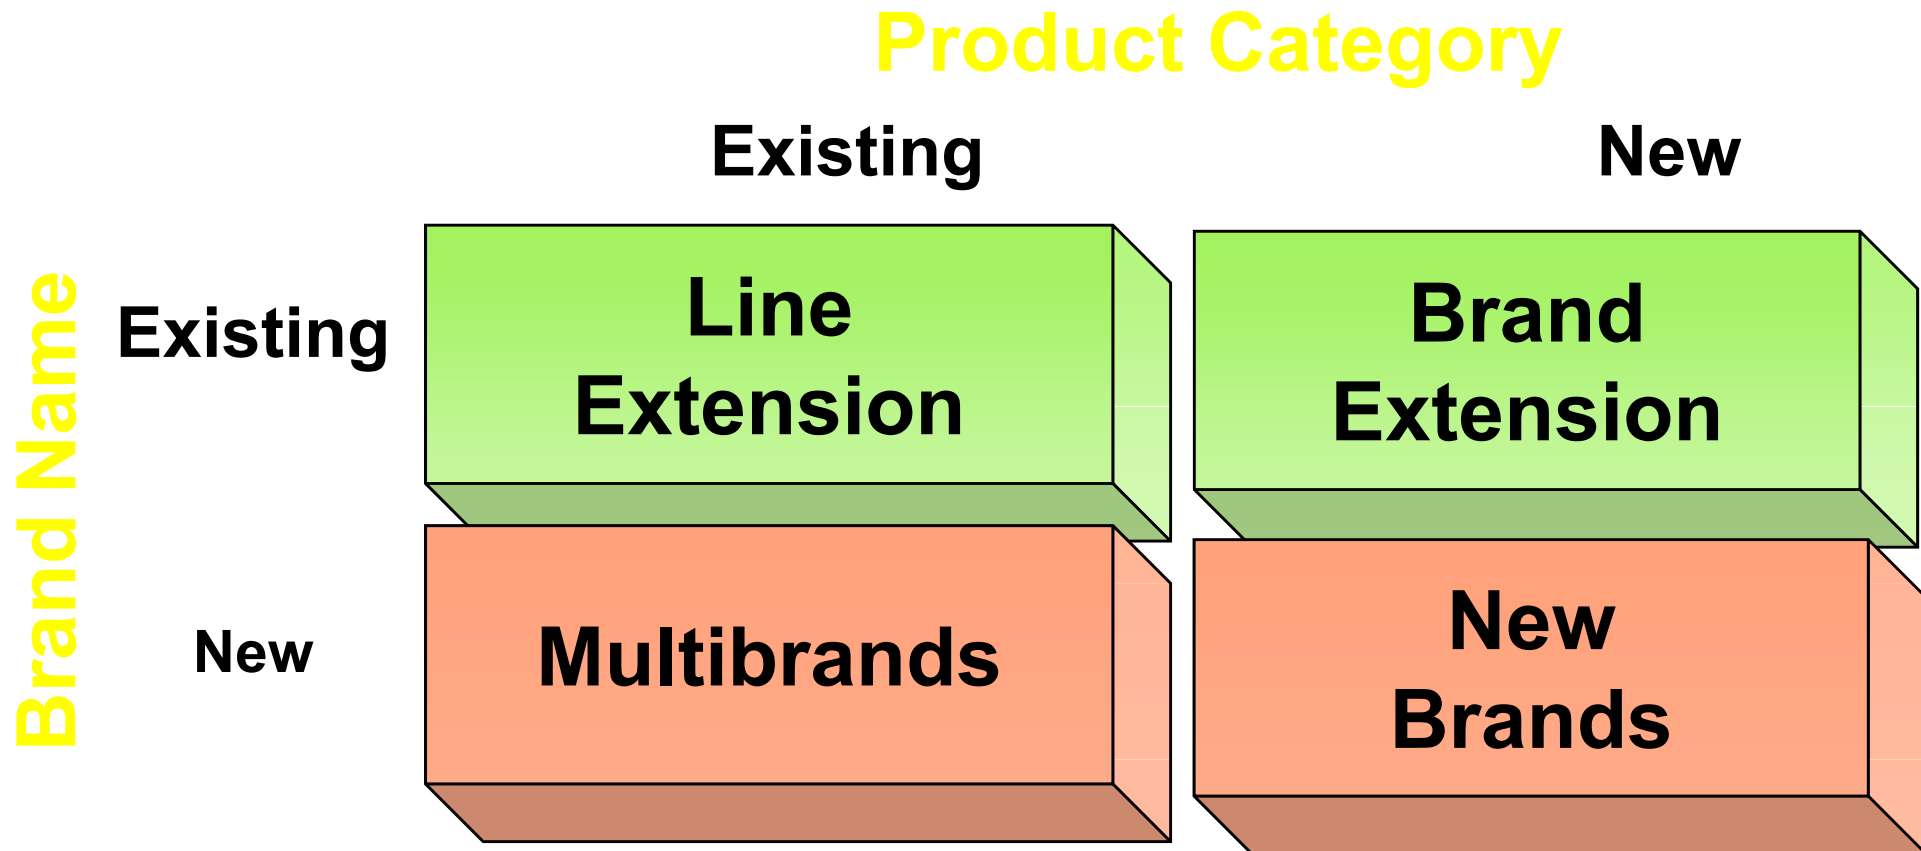 Product Category
Existing
New
Brand Name
Existing
Line
Extension
Brand
Extension
New
Multibrands
New
Brands